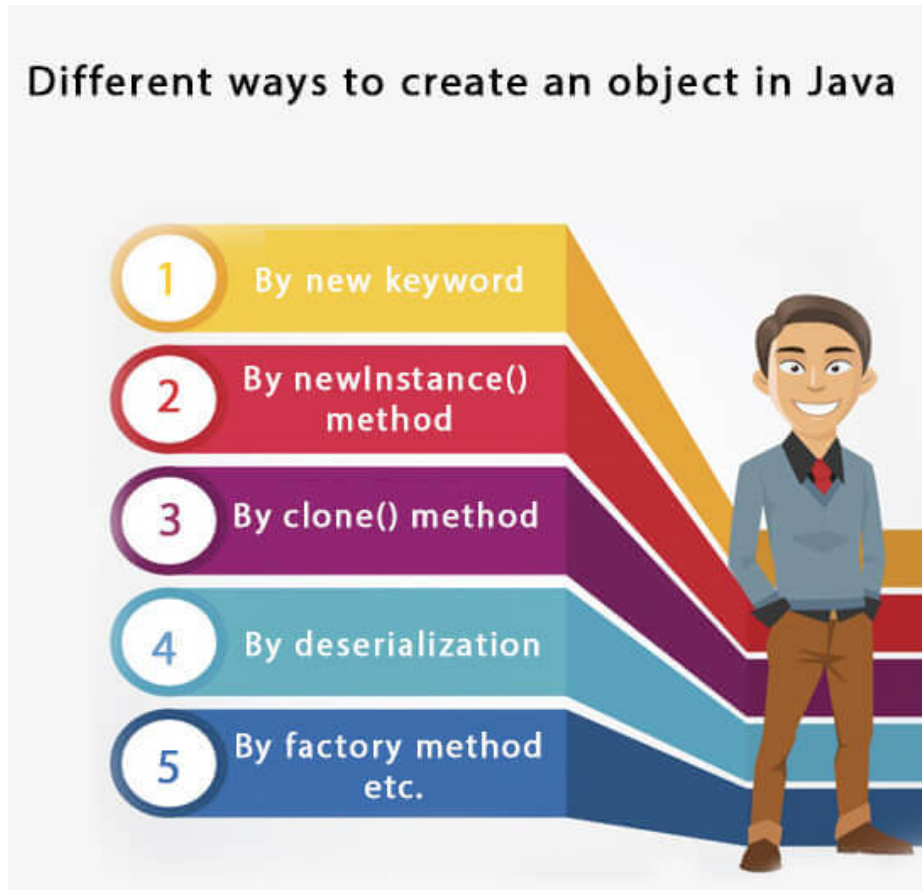 Different ways to create an object in Java
1
By new keyword
2
By newInstance()
method
3
By clone() method
4
By deserialization
5
By factory method
etc.